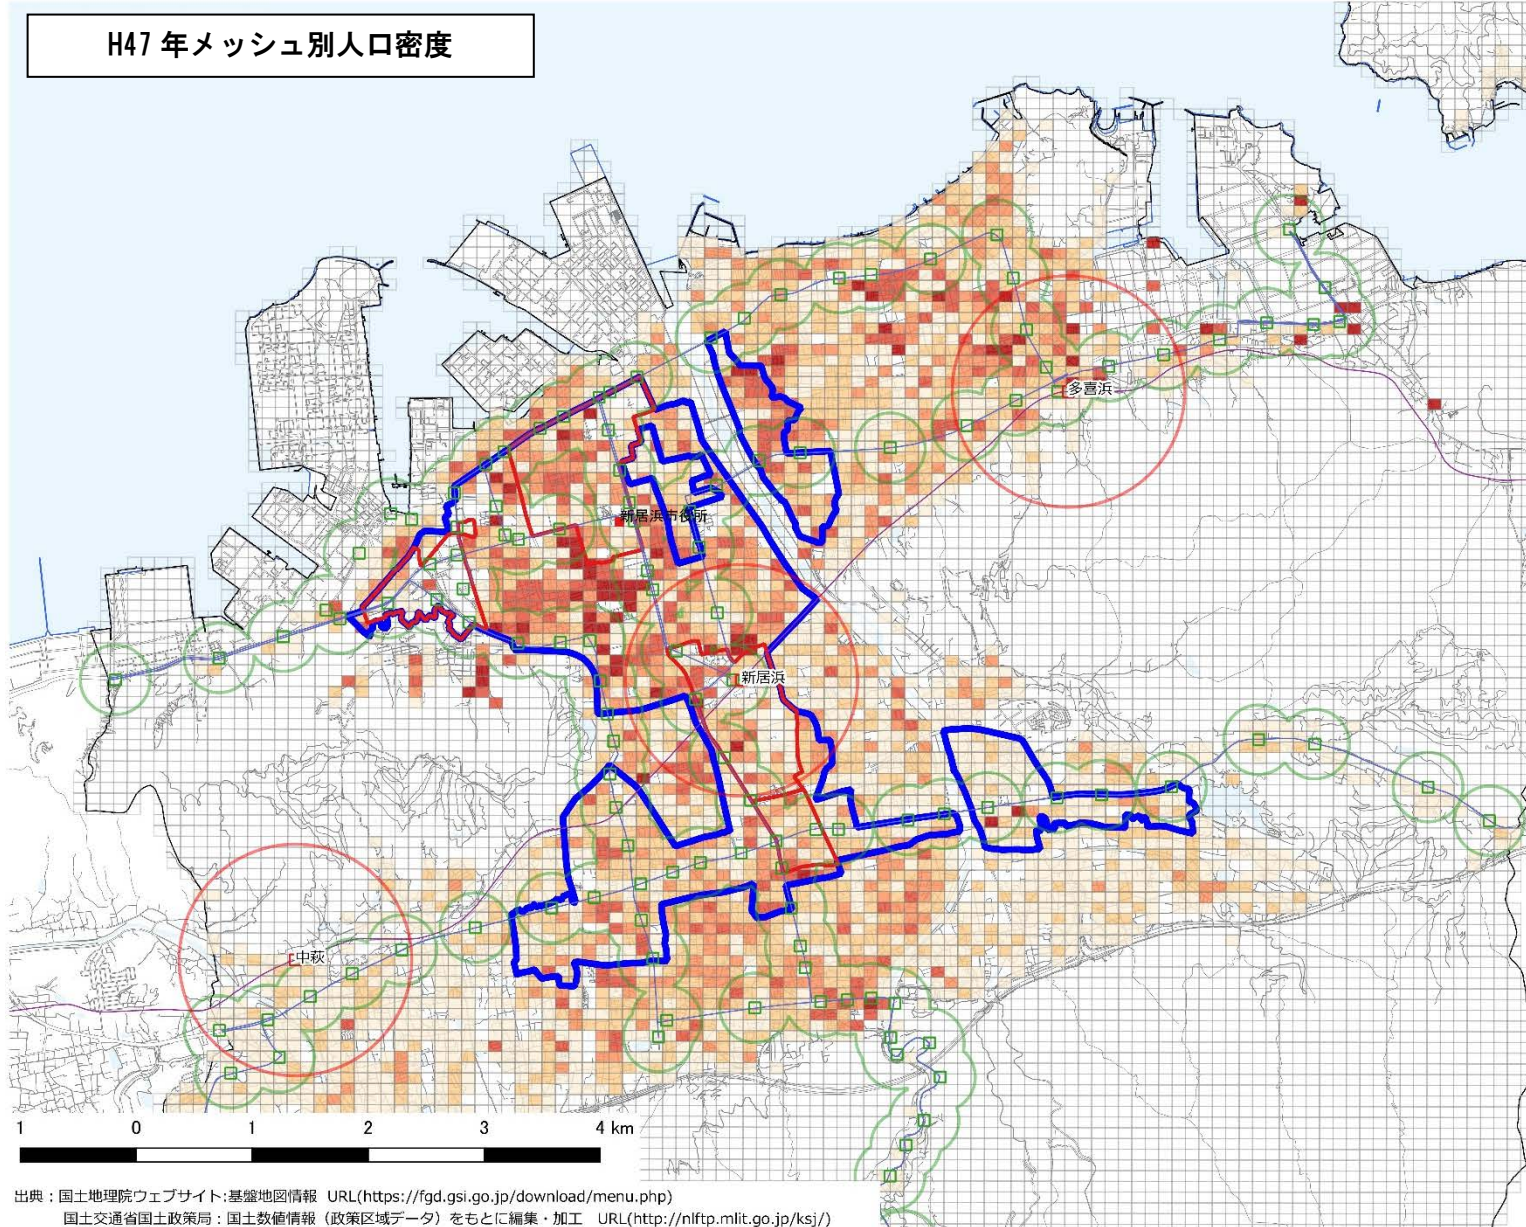 H47年メッシュ別人口密度
多喜浜
新居浜市役所
新居浜
中萩
1 0 1 2 3 4 km
出典：国土地理院ウェブサイト:基盤地図情報 URL(https://fgd.gsi.go.jp/download/menu.php)
国土交通省国土政策局：国土数値情報（政策区域データ）をもとに編集・加工 URL(http://nlftp.mlit.go.jp/ksj/)